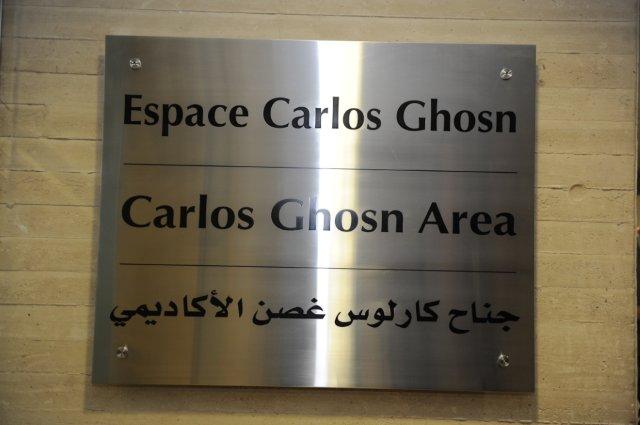 Espace Carlos Ghosn
Carlos Ghosn Area
جناح كارلوس غصن الأكاديمي